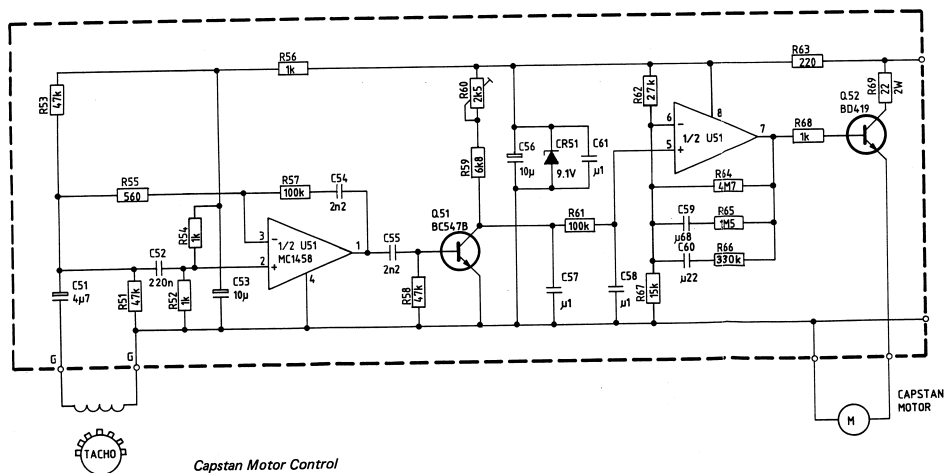 R56
1k
R53
47k
R55
560
R57
100k
C54
2n2
R54
1k
3
−
1/2 U51
MC1458
2
+
1
4
C52
220n
C51
4µ7
R51
47k
R52
1k
C53
10µ
C55
2n2
R58
47k
Q51
BC547B
R60
2k5
R59
6k8
C56
10µ
CR51
9.1V
C61
µ1
R61
100k
C57
µ1
C58
µ1
R62
27k
6
−
1/2 U51
5
+
8
7
R63
220
R68
1k
Q52
BD419
R69
22
2W
R64
4M7
C59
µ68
R65
1M5
C60
µ22
R66
330k
R67
15k
G
G
TACHO
M
CAPSTAN
MOTOR
Capstan Motor Control